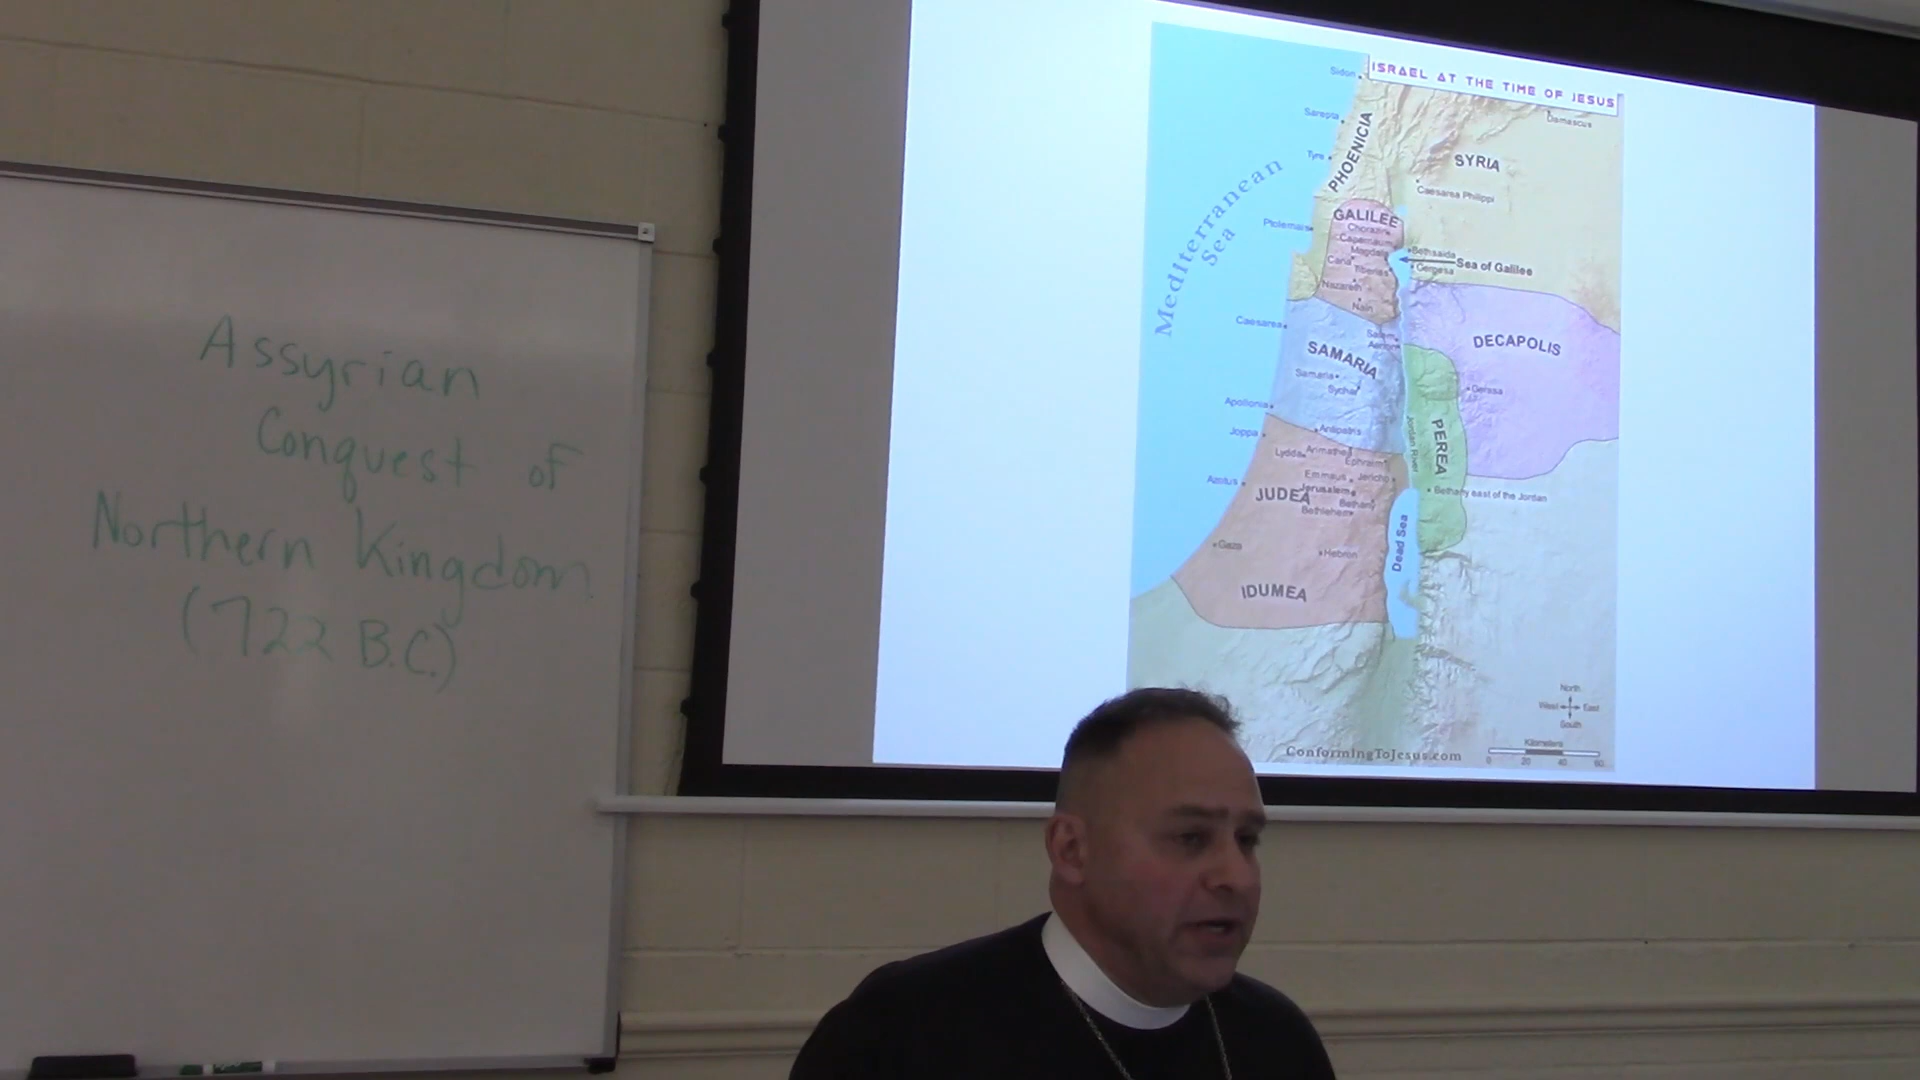 Assyrian
Conquest of
Northern Kingdom
(722 B.C.)
ISRAEL AT THE TIME OF JESUS
Sidon
Damascus
Sarepta
PHOENICIA
SYRIA
Tyre
Caesarea Philippi
Mediterranean
Sea
GALILEE
Ptolemais
Chorazin
Capernaum
Bethsaida
Magdala
Cana
Sea of Galilee
Gergesa
Tiberias
Nazareth
Nain
Caesarea
Salem
Aenon
DECAPOLIS
SAMARIA
Samaria
Sychar
Gerasa
Apollonia
Antipatris
PEREA
Jordan River
Joppa
Lydda
Arimathea
Ephraim
Emmaus
Jericho
Azotus
Jerusalem
JUDEA
Bethany
Bethany east of the Jordan
Bethlehem
Dead Sea
Gaza
Hebron
IDUMEA
North
West
East
South
Kilometers
0 20 40 60
ConformingToJesus.com